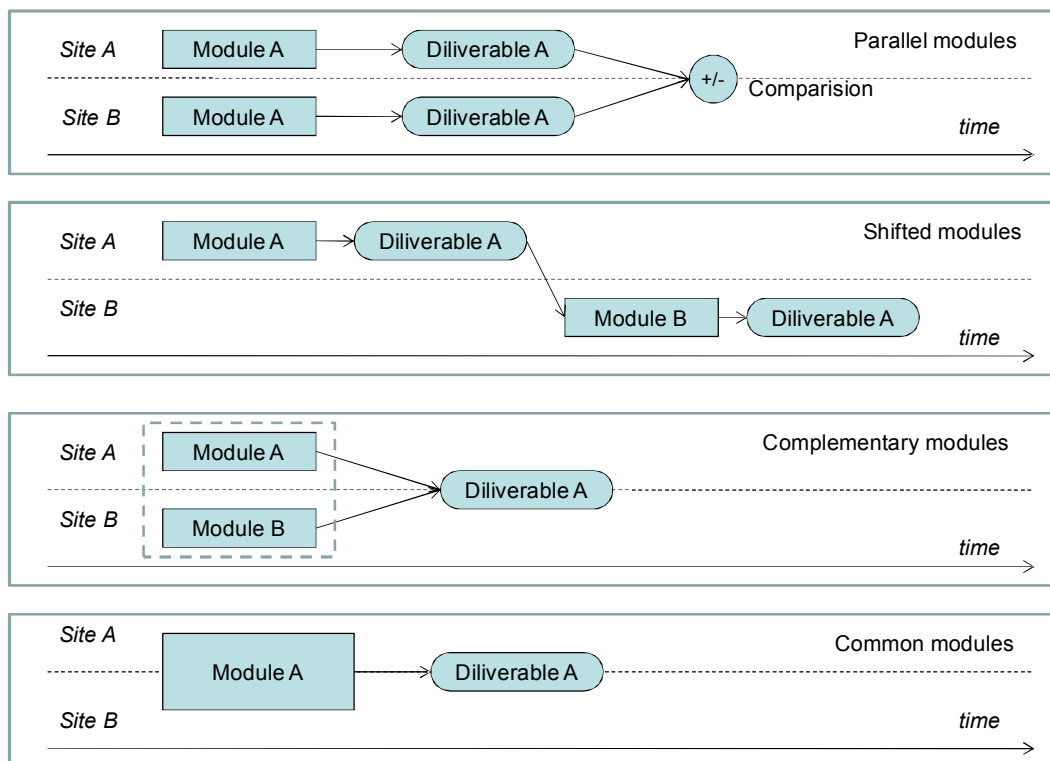 Site A
Module A
Diliverable A
Parallel modules
+/-
Comparision
Site B
Module A
Diliverable A
time
Site A
Module A
Diliverable A
Shifted modules
Site B
Module B
Diliverable A
time
Site A
Module A
Complementary modules
Diliverable A
Site B
Module B
time
Site A
Module A
Diliverable A
Common modules
Site B
time